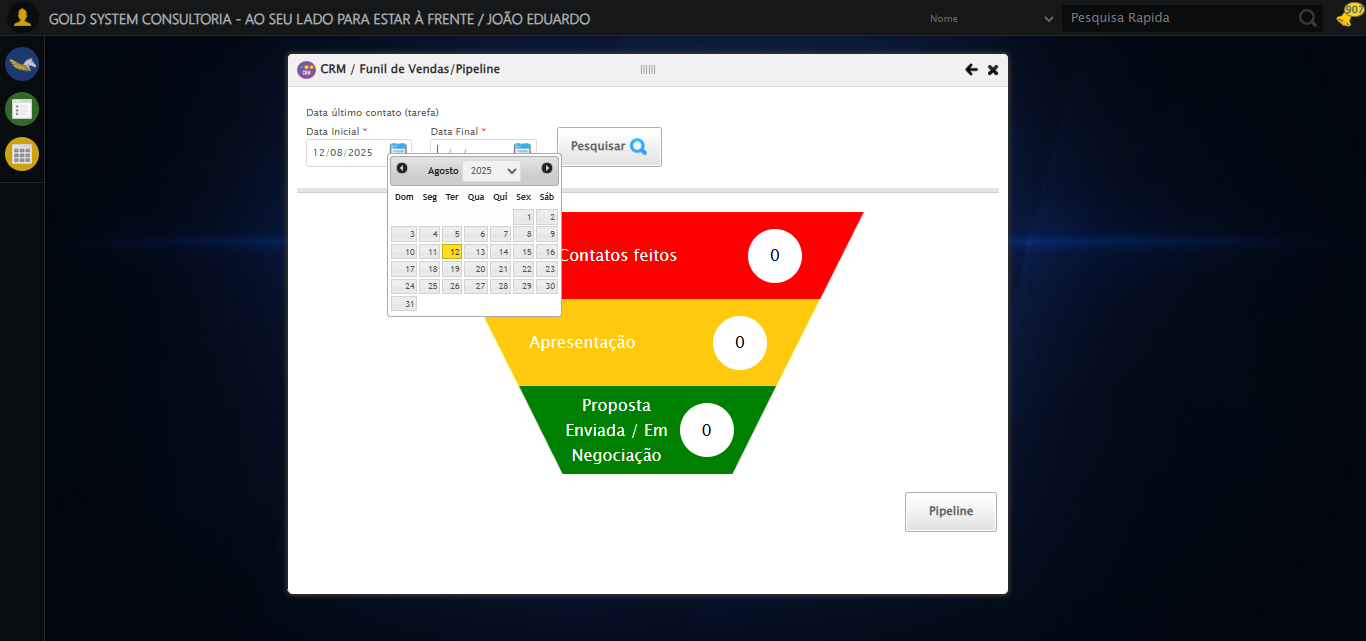 GOLD SYSTEM CONSULTORIA - AO SEU LADO PARA ESTAR À FRENTE / JOÃO EDUARDO
Nome
Pesquisa Rapida
907
CRM / Funil de Vendas/Pipeline
Data último contato (tarefa)
Data Inicial *
Data Final *
12/08/2025
/ /
Pesquisar
Agosto 2025
Dom Seg Ter Qua Qui Sex Sáb
1 2
3 4 5 6 7 8 9
10 11 12 13 14 15 16
17 18 19 20 21 22 23
24 25 26 27 28 29 30
31
Contatos feitos 0
Apresentação 0
Proposta
Enviada / Em 0
Negociação
Pipeline